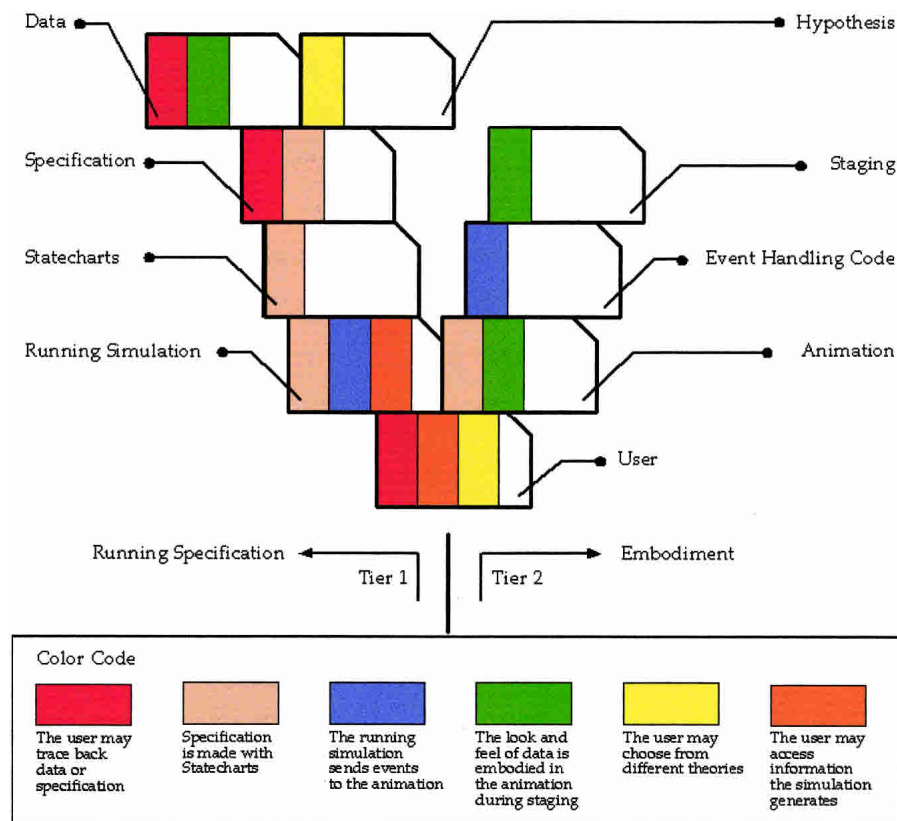 Data
Hypothesis
Specification
Staging
Statecharts
Event Handling Code
Running Simulation
Animation
User
Running Specification
Tier 1
Tier 2
Embodiment
Color Code
The user may
trace back
data or
specification
Specification
is made with
Statecharts
The running
simulation
sends events
to the animation
The look and
feel of data is
embodied in
the animation
during staging
The user may
choose from
different theories
The user may
access
information
the simulation
generates